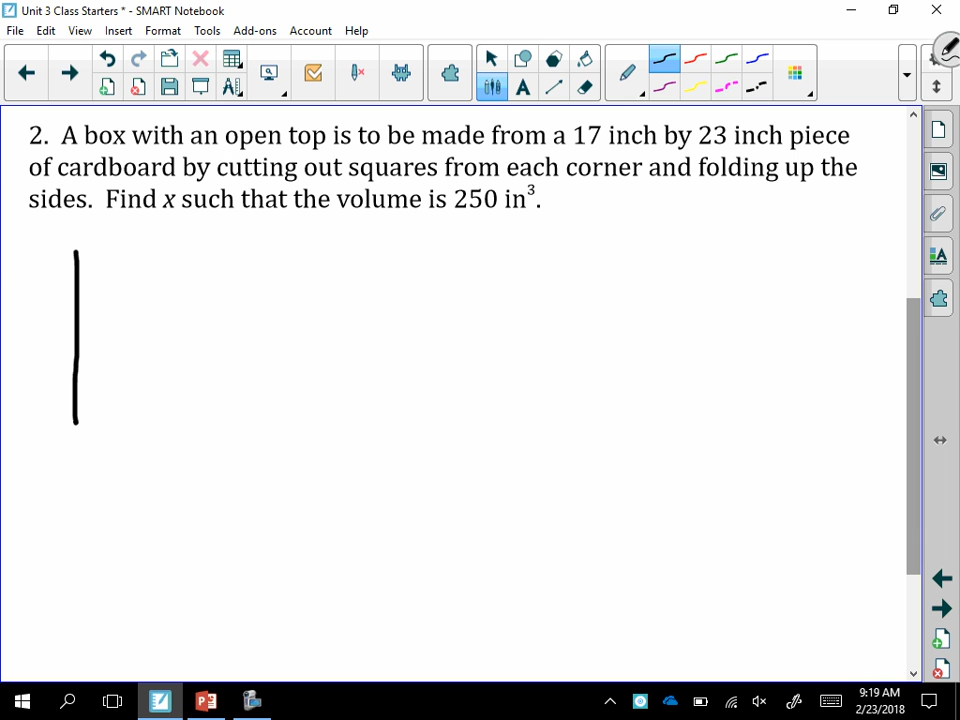 Unit 3 Class Starters * - SMART Notebook
File Edit View Insert Format Tools Add-ons Account Help
2. A box with an open top is to be made from a 17 inch by 23 inch piece
of cardboard by cutting out squares from each corner and folding up the
sides. Find x such that the volume is 250 in³.
9:19 AM
2/23/2018